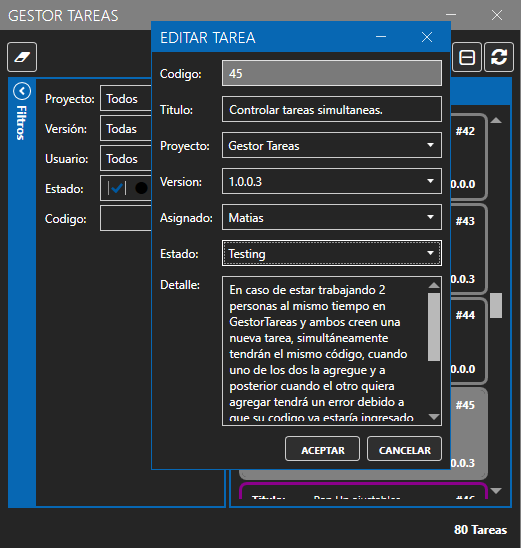 GESTOR TAREAS
EDITAR TAREA
Filtros
Proyecto: Todos
Versión: Todas
Usuario: Todos
Estado:
Codigo:
Codigo: 45
Titulo: Controlar tareas simultaneas.
Proyecto: Gestor Tareas
Version: 1.0.0.3
Asignado: Matias
Estado: Testing
Detalle: En caso de estar trabajando 2
personas al mismo tiempo en
GestorTareas y ambos creen una
nueva tarea, simultáneamente
tendrán el mismo código, cuando
uno de los dos la agregue y a
posterior cuando el otro quiera
agregar tendrá un error debido a
que su codigo ya estaría ingresado
ACEPTAR CANCELAR
#42
0.0.0
#43
0.0.3
#44
0.0.0
#45
0.0.3
Titulo: Pop Up ajustables #46
80 Tareas